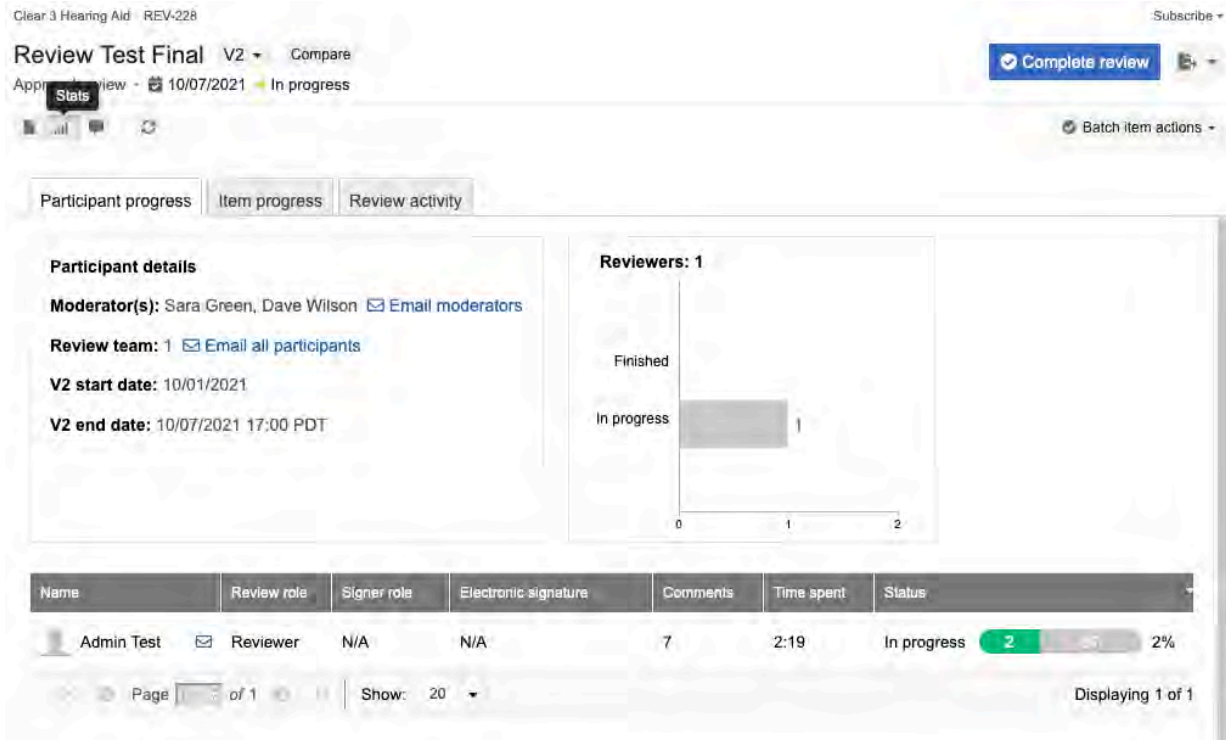 Clear 3 Hearing Aid REV-228
Subscribe
Review Test Final V2 Compare
Complete review
view - 10/07/2021 In progress
Stats
Batch item actions
Participant progress Item progress Review activity
Participant details
Moderator(s): Sara Green, Dave Wilson Email moderators
Review team: 1 Email all participants
V2 start date: 10/01/2021
V2 end date: 10/07/2021 17:00 PDT
Reviewers: 1
Finished
In progress 1
0 1 2
Name Review role Signer role Electronic signature Comments Time spent Status
Admin Test Reviewer N/A N/A 7 2:19 In progress 2 2%
Page of 1 Show: 20 Displaying 1 of 1